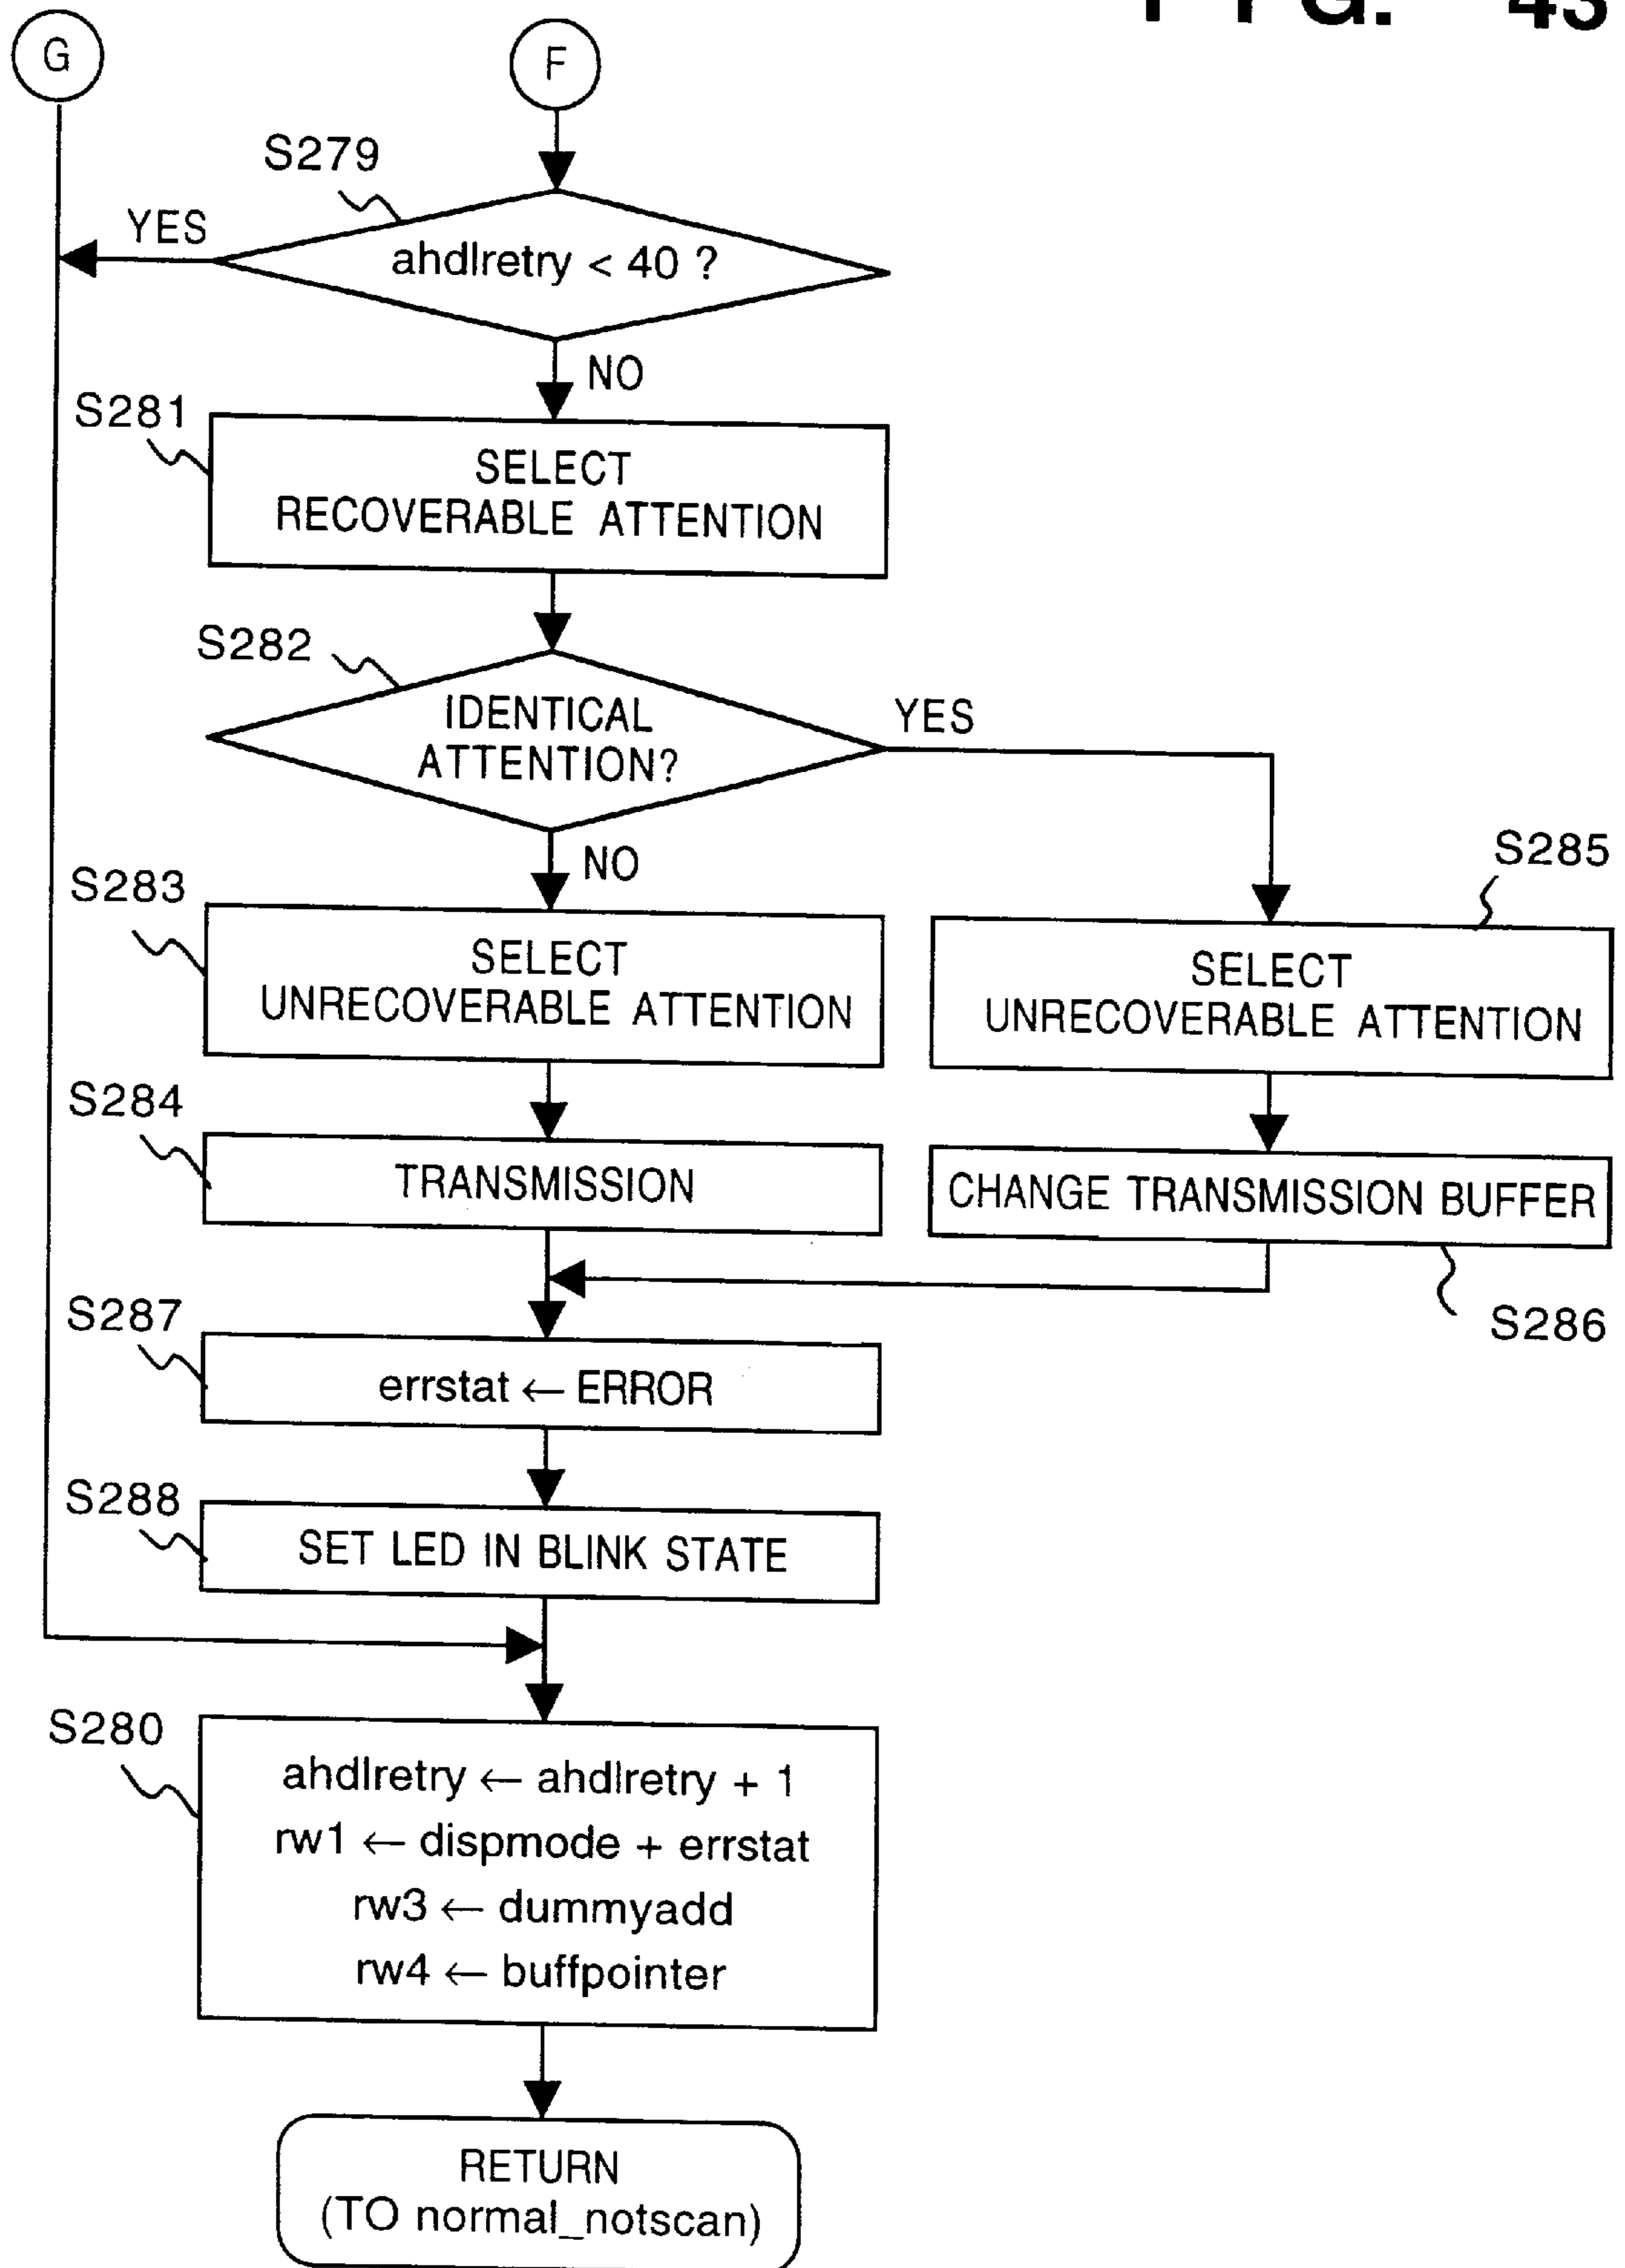 FIG. 43
G
F
S279
YES
ahdlretry < 40 ?
NO
S281
SELECT
RECOVERABLE ATTENTION
S282
IDENTICAL
ATTENTION?
YES
NO
S283
SELECT
UNRECOVERABLE ATTENTION
S285
SELECT
UNRECOVERABLE ATTENTION
S284
TRANSMISSION
CHANGE TRANSMISSION BUFFER
S286
S287
errstat ← ERROR
S288
SET LED IN BLINK STATE
S280
ahdlretry ← ahdlretry + 1
rw1 ← dispmode + errstat
rw3 ← dummyadd
rw4 ← buffpointer
RETURN
(TO normal_notscan)